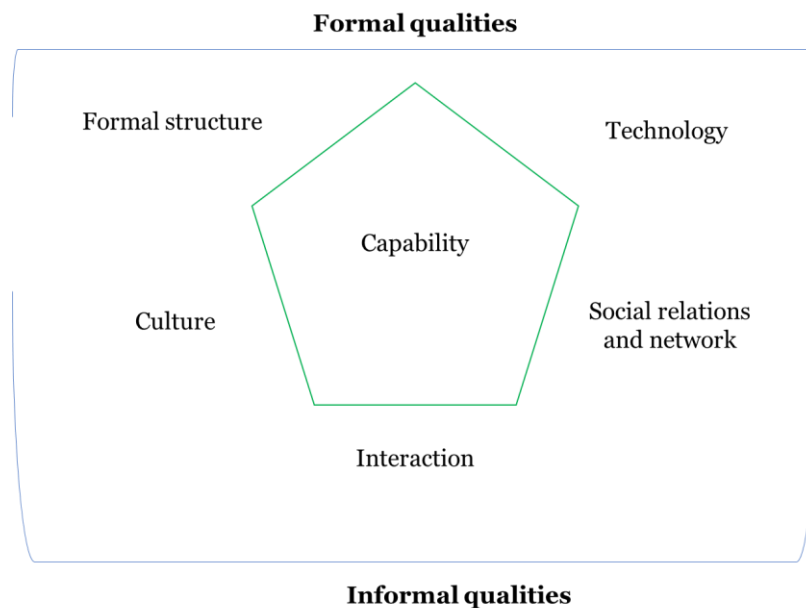 Formal qualities
Formal structure
Technology
Capability
Culture
Social relations
and network
Interaction
Informal qualities